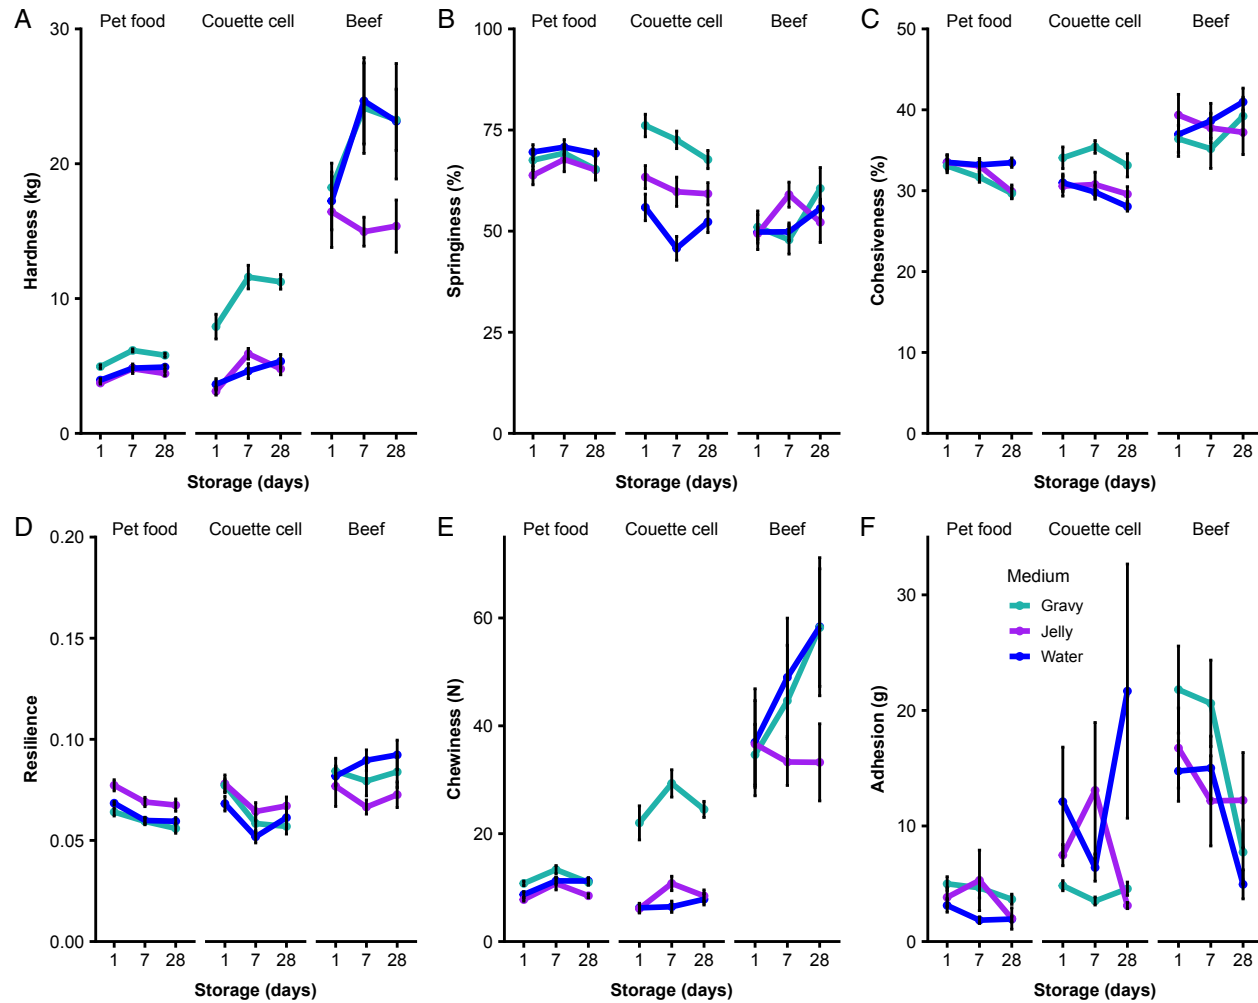 A
Pet food Couette cell Beef
30
20
10
0
Hardness (kg)
1 7 28 1 7 28 1 7 28
Storage (days)
B
Pet food Couette cell Beef
100
75
50
25
0
Springiness (%)
1 7 28 1 7 28 1 7 28
Storage (days)
C
Pet food Couette cell Beef
50
40
30
20
10
0
Cohesiveness (%)
1 7 28 1 7 28 1 7 28
Storage (days)
D
Pet food Couette cell Beef
0.20
0.15
0.10
0.05
0.00
Resilience
1 7 28 1 7 28 1 7 28
Storage (days)
E
Pet food Couette cell Beef
60
40
20
0
Chewiness (N)
1 7 28 1 7 28 1 7 28
Storage (days)
F
Pet food Couette cell Beef
Medium
Gravy
Jelly
Water
30
20
10
0
Adhesion (g)
1 7 28 1 7 28 1 7 28
Storage (days)